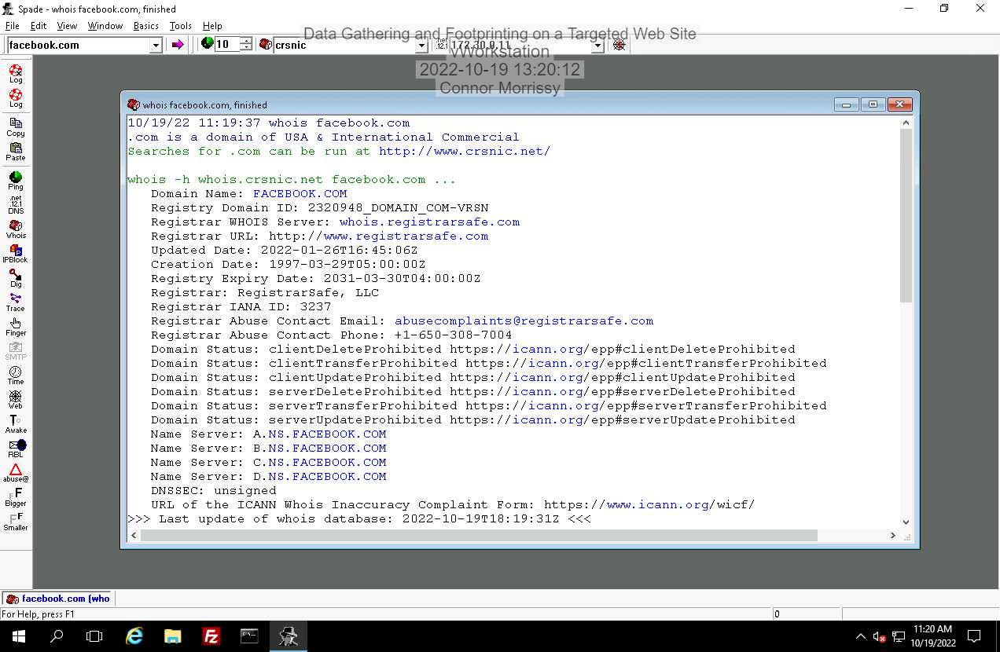 Spade - whois facebook.com, finished
File Edit View Window Basics Tools Help
facebook.com 10 crsnic .net 12.1 172.30.0.11
Data Gathering and Footprinting on a Targeted Web Site
vWorkstation
2022-10-19 13:20:12
Connor Morrissy
Log
Log
Copy
Paste
Ping
.net
12.1
DNS
Whois
IPBlock
Dig
Trace
Finger
SMTP
Time
Web
Awake
RBL
abuse@
Bigger
Smaller
whois facebook.com, finished
10/19/22 11:19:37 whois facebook.com
.com is a domain of USA & International Commercial
Searches for .com can be run at http://www.crsnic.net/
whois -h whois.crsnic.net facebook.com ...
Domain Name: FACEBOOK.COM
Registry Domain ID: 2320948_DOMAIN_COM-VRSN
Registrar WHOIS Server: whois.registrarsafe.com
Registrar URL: http://www.registrarsafe.com
Updated Date: 2022-01-26T16:45:06Z
Creation Date: 1997-03-29T05:00:00Z
Registry Expiry Date: 2031-03-30T04:00:00Z
Registrar: RegistrarSafe, LLC
Registrar IANA ID: 3237
Registrar Abuse Contact Email: abusecomplaints@registrarsafe.com
Registrar Abuse Contact Phone: +1-650-308-7004
Domain Status: clientDeleteProhibited https://icann.org/epp#clientDeleteProhibited
Domain Status: clientTransferProhibited https://icann.org/epp#clientTransferProhibited
Domain Status: clientUpdateProhibited https://icann.org/epp#clientUpdateProhibited
Domain Status: serverDeleteProhibited https://icann.org/epp#serverDeleteProhibited
Domain Status: serverTransferProhibited https://icann.org/epp#serverTransferProhibited
Domain Status: serverUpdateProhibited https://icann.org/epp#serverUpdateProhibited
Name Server: A.NS.FACEBOOK.COM
Name Server: B.NS.FACEBOOK.COM
Name Server: C.NS.FACEBOOK.COM
Name Server: D.NS.FACEBOOK.COM
DNSSEC: unsigned
URL of the ICANN Whois Inaccuracy Complaint Form: https://www.icann.org/wicf/
>>> Last update of whois database: 2022-10-19T18:19:31Z <<<
facebook.com (who
For Help, press F1
0
11:20 AM
10/19/2022